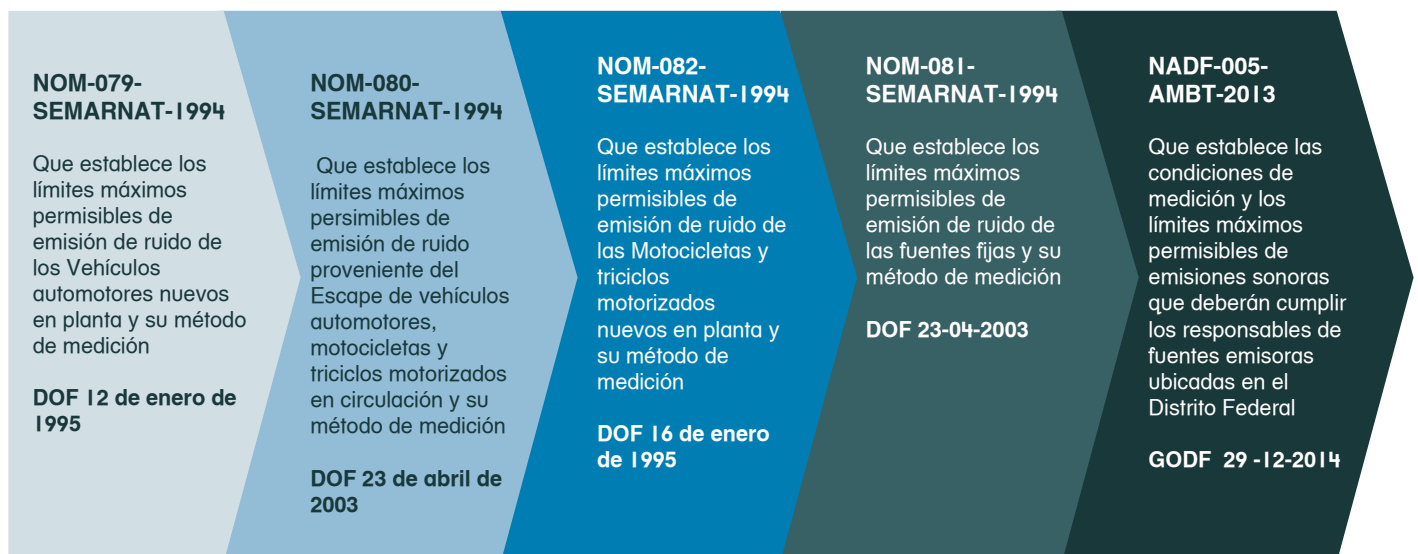 NOM-079-
SEMARNAT-1994
Que establece los
límites máximos
permisibles de
emisión de ruido de
los Vehículos
automotores nuevos
en planta y su método
de medición
DOF 12 de enero de
1995
NOM-080-
SEMARNAT-1994
Que establece los
límites máximos
persimibles de
emisión de ruido
proveniente del
Escape de vehículos
automotores,
motocicletas y
triciclos motorizados
en circulación y su
método de medición
DOF 23 de abril de
2003
NOM-082-
SEMARNAT-1994
Que establece los
límites máximos
permisibles de
emisión de ruido de
las Motocicletas y
triciclos
motorizados
nuevos en planta y
su método de
medición
DOF 16 de enero
de 1995
NOM-081-
SEMARNAT-1994
Que establece los
límites máximos
permisibles de
emisión de ruido de
las fuentes fijas y su
método de medición
DOF 23-04-2003
NADF-005-
AMBT-2013
Que establece las
condiciones de
medición y los
límites máximos
permisibles de
emisiones sonoras
que deberán cumplir
los responsables de
fuentes emisoras
ubicadas en el
Distrito Federal
GODF 29 -12-2014